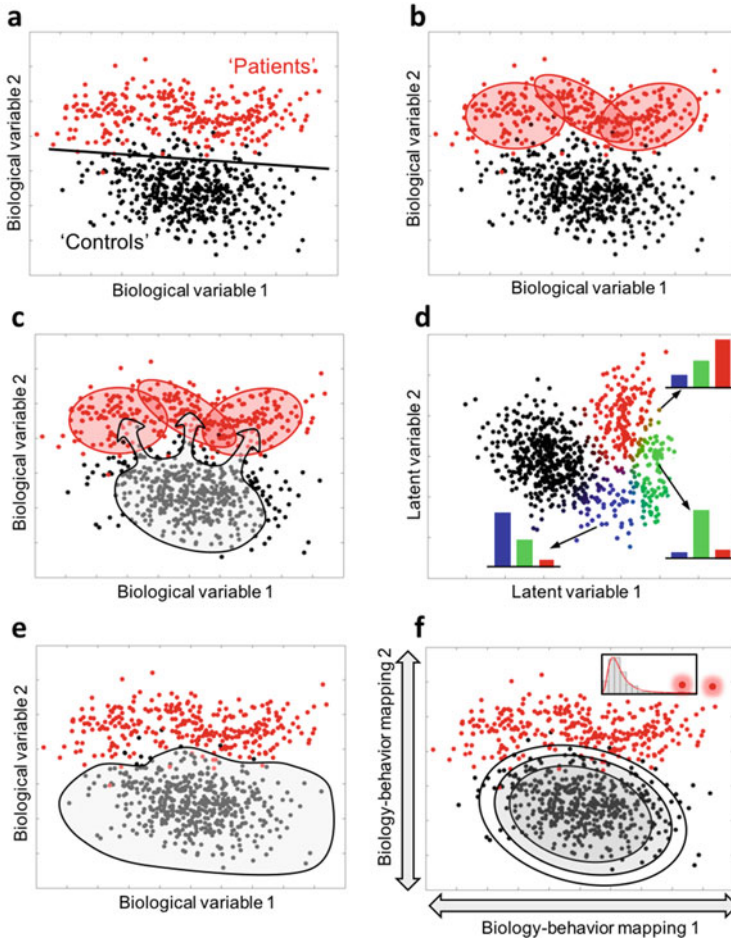 a
'Patients'
Biological variable 2
'Controls'
Biological variable 1
b
Biological variable 2
Biological variable 1
c
Biological variable 2
Biological variable 1
d
Latent variable 2
Latent variable 1
e
Biological variable 2
Biological variable 1
f
Biology-behavior mapping 2
Biology-behavior mapping 1